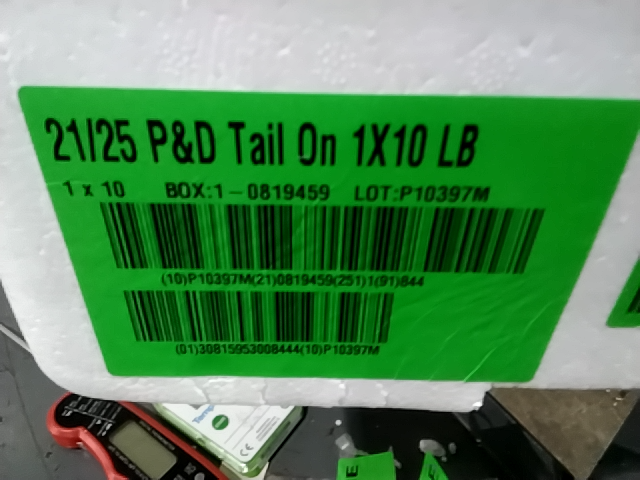 21/25 P&D Tail On 1X10 LB
1 x 10 BOX:1-0819459 LOT:P10397M
(10)P10397M(21)0819459(251)1(91)844
(01)30815953008444(10)P10397M